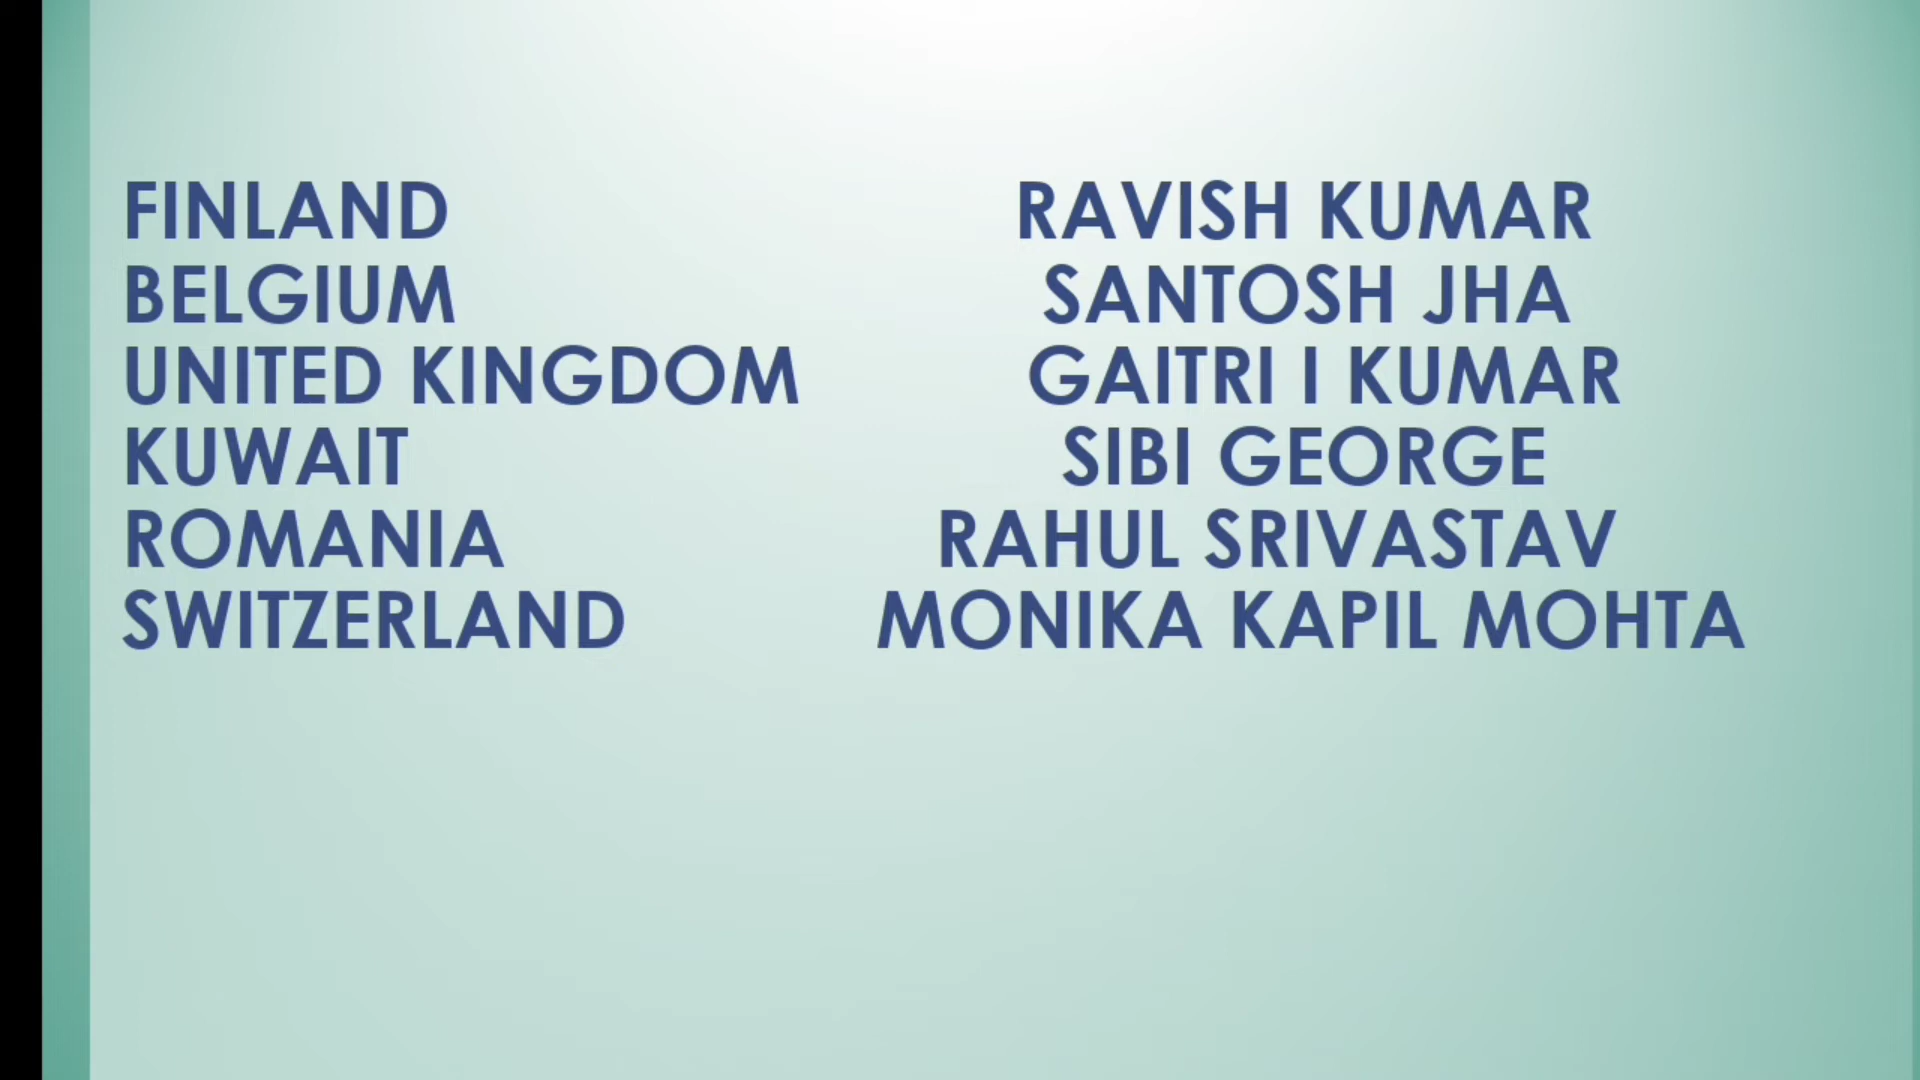 FINLAND RAVISH KUMAR
BELGIUM SANTOSH JHA
UNITED KINGDOM GAITRI I KUMAR
KUWAIT SIBI GEORGE
ROMANIA RAHUL SRIVASTAV
SWITZERLAND MONIKA KAPIL MOHTA